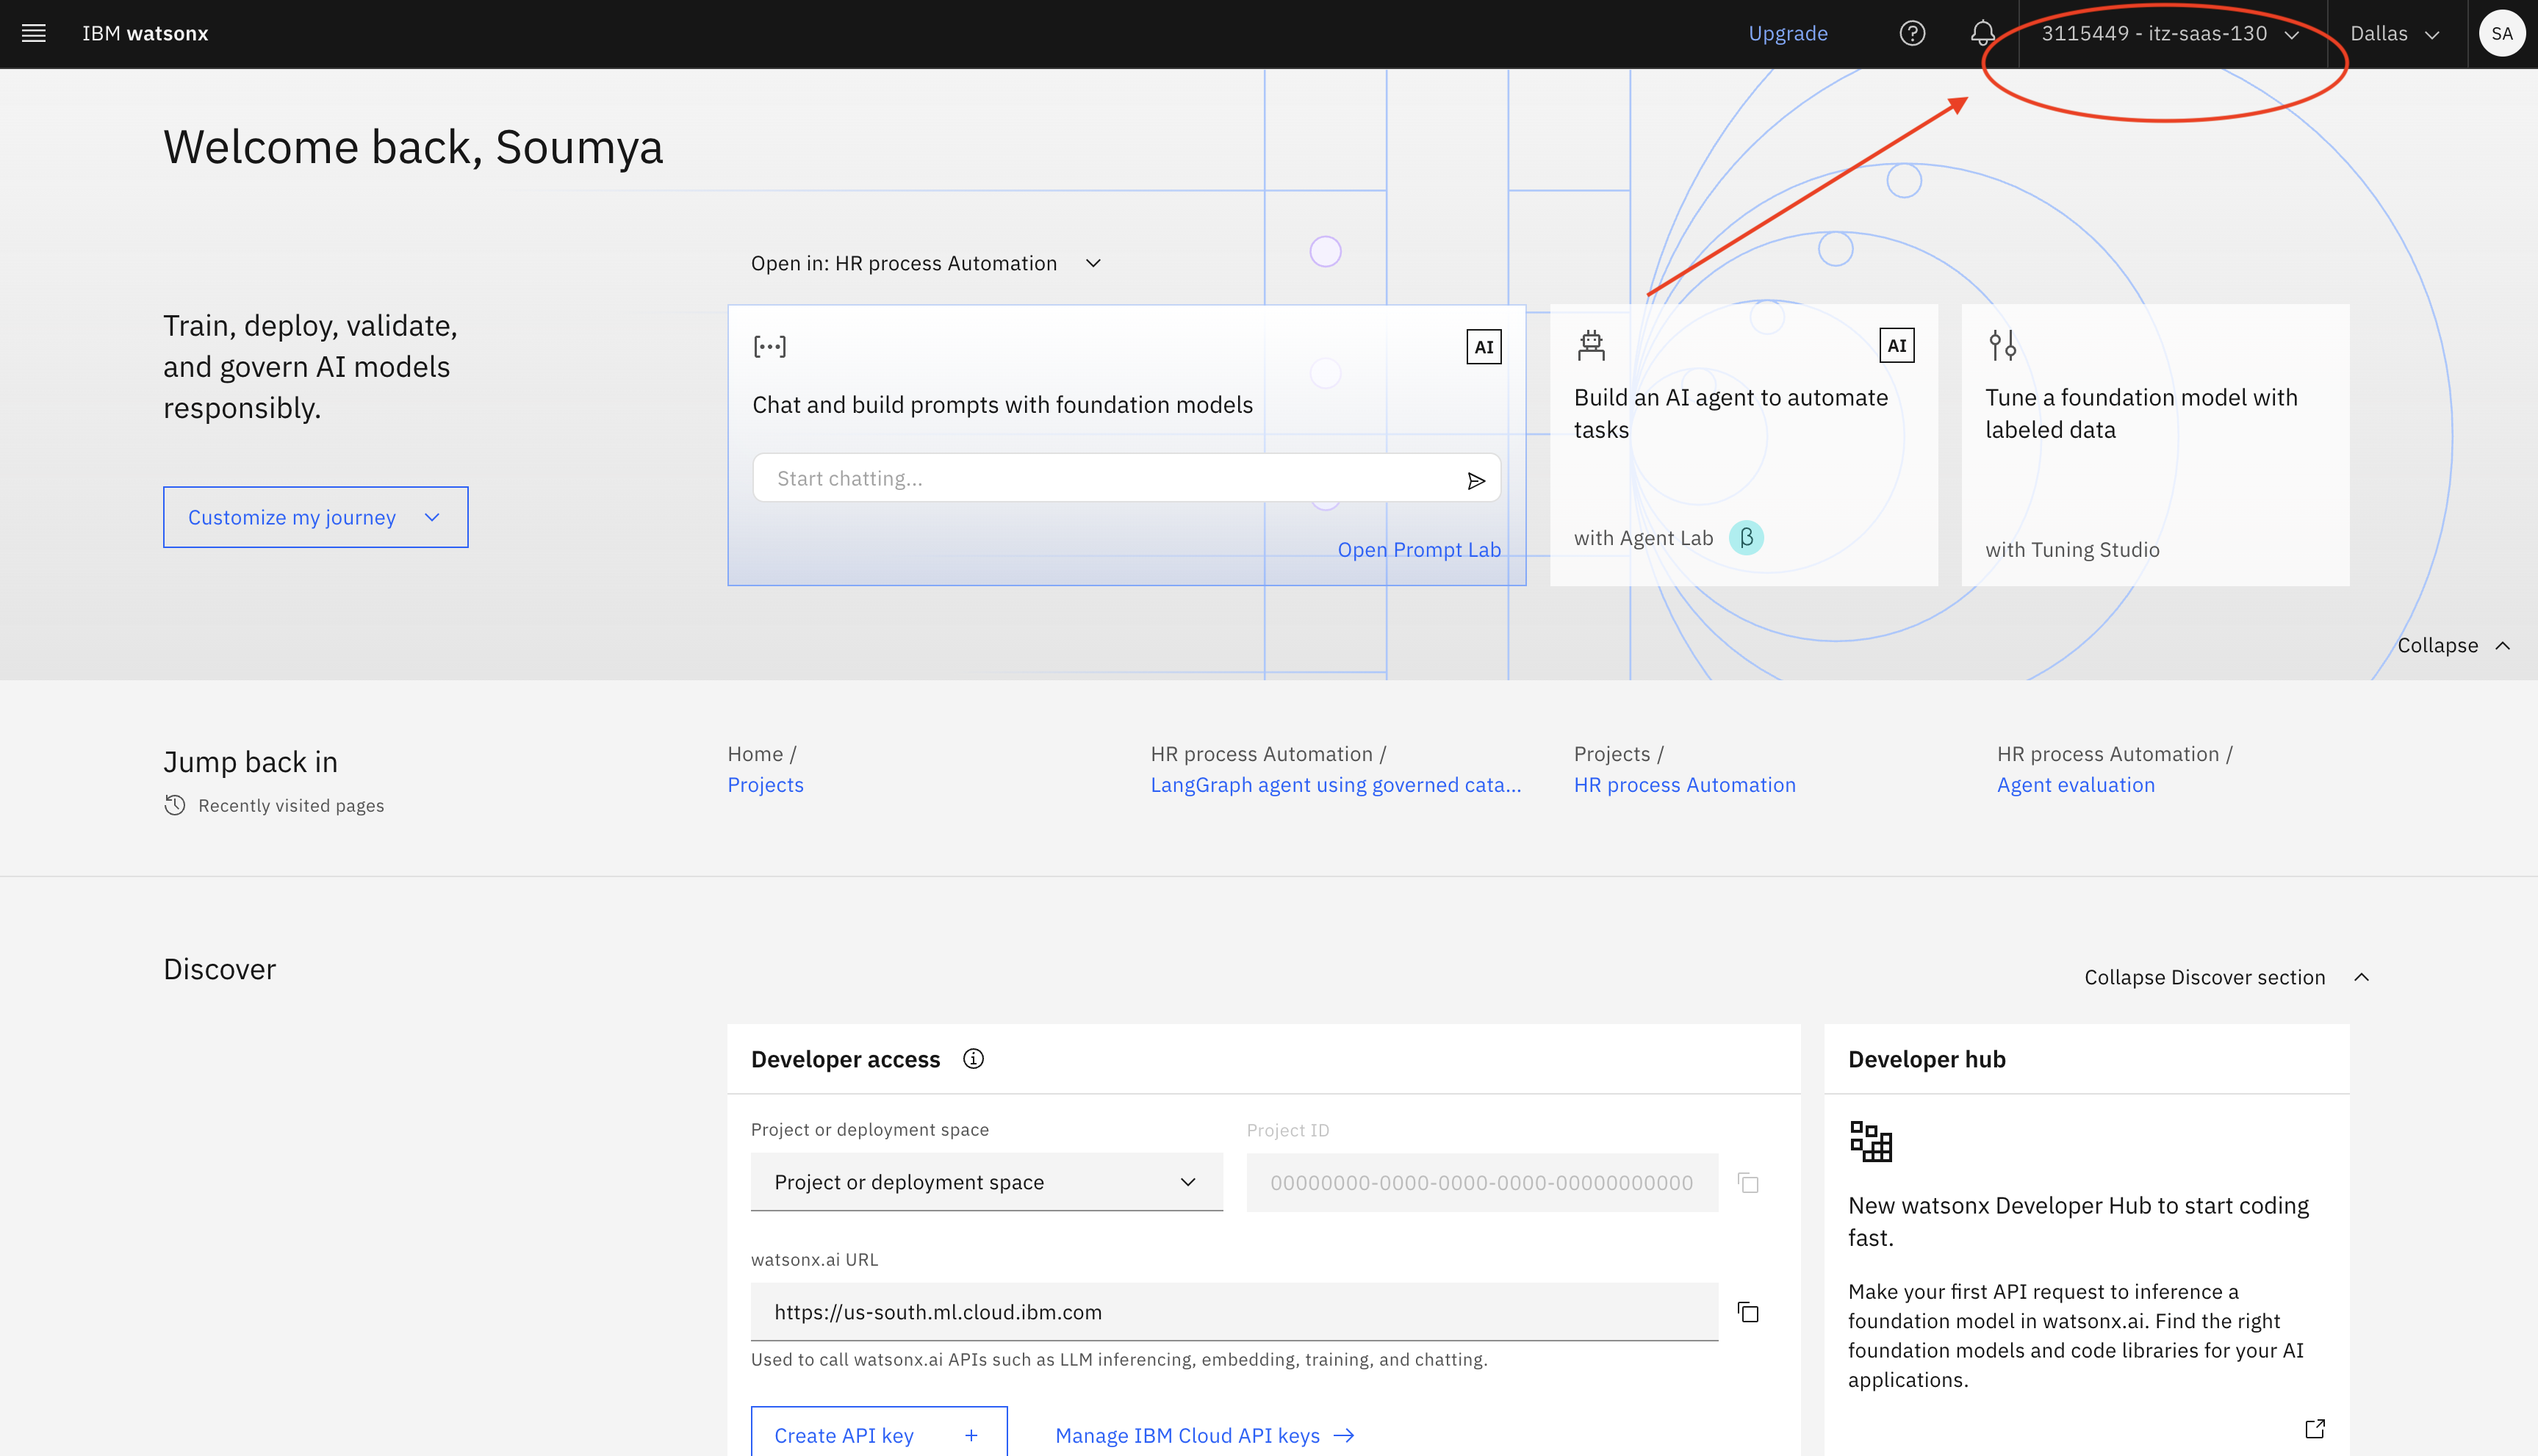 IBM watsonx
Upgrade
3115449 - itz-saas-130
Dallas
SA
Welcome back, Soumya
Train, deploy, validate,
and govern AI models
responsibly.
Customize my journey
Open in: HR process Automation
AI
Chat and build prompts with foundation models
Start chatting...
Open Prompt Lab
AI
Build an AI agent to automate
tasks
with Agent Lab β
Tune a foundation model with
labeled data
with Tuning Studio
Collapse
Jump back in
Recently visited pages
Home /
Projects
HR process Automation /
LangGraph agent using governed cata...
Projects /
HR process Automation
HR process Automation /
Agent evaluation
Discover
Collapse Discover section
Developer access
Project or deployment space
Project or deployment space
Project ID
00000000-0000-0000-0000-00000000000
watsonx.ai URL
https://us-south.ml.cloud.ibm.com
Used to call watsonx.ai APIs such as LLM inferencing, embedding, training, and chatting.
Create API key +
Manage IBM Cloud API keys →
Developer hub
New watsonx Developer Hub to start coding
fast.
Make your first API request to inference a
foundation model in watsonx.ai. Find the right
foundation models and code libraries for your AI
applications.